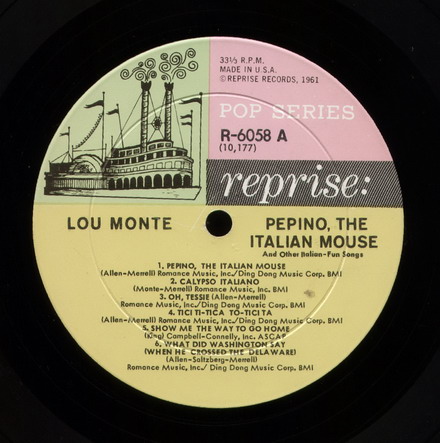 33⅓ R.P.M.
MADE IN U.S.A.
©REPRISE RECORDS, 1961
POP SERIES
R-6058 A
(10,177)
reprise:
LOU MONTE
PEPINO, THE
ITALIAN MOUSE
And Other Italian-Fun Songs
1. PEPINO, THE ITALIAN MOUSE
(Allen-Merrell) Romance Music, Inc./Ding Dong Music Corp. BMI
2. CALYPSO ITALIANO
(Monte-Merrell) Romance Music, Inc. BMI
3. OH, TESSIE (Allen-Merrell)
Romance Music, Inc./Ding Dong Music Corp. BMI
4. TICI TI-TICA TO-TICI TA
(Allen-Merrell) Romance Music, Inc./Ding Dong Music Corp. BMI
5. SHOW ME THE WAY TO GO HOME
(King) Campbell-Connelly, Inc. ASCAP
6. WHAT DID WASHINGTON SAY
(WHEN HE CROSSED THE DELAWARE)
(Allen-Saltzberg-Merrell)
Romance Music, Inc./ Ding Dong Music Corp. BMI